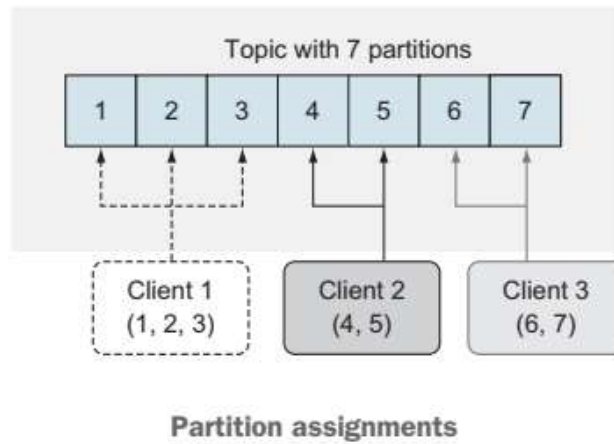 Topic with 7 partitions
1 2 3 4 5 6 7
Client 1 Client 2 Client 3
(1, 2, 3) (4, 5) (6, 7)
Partition assignments